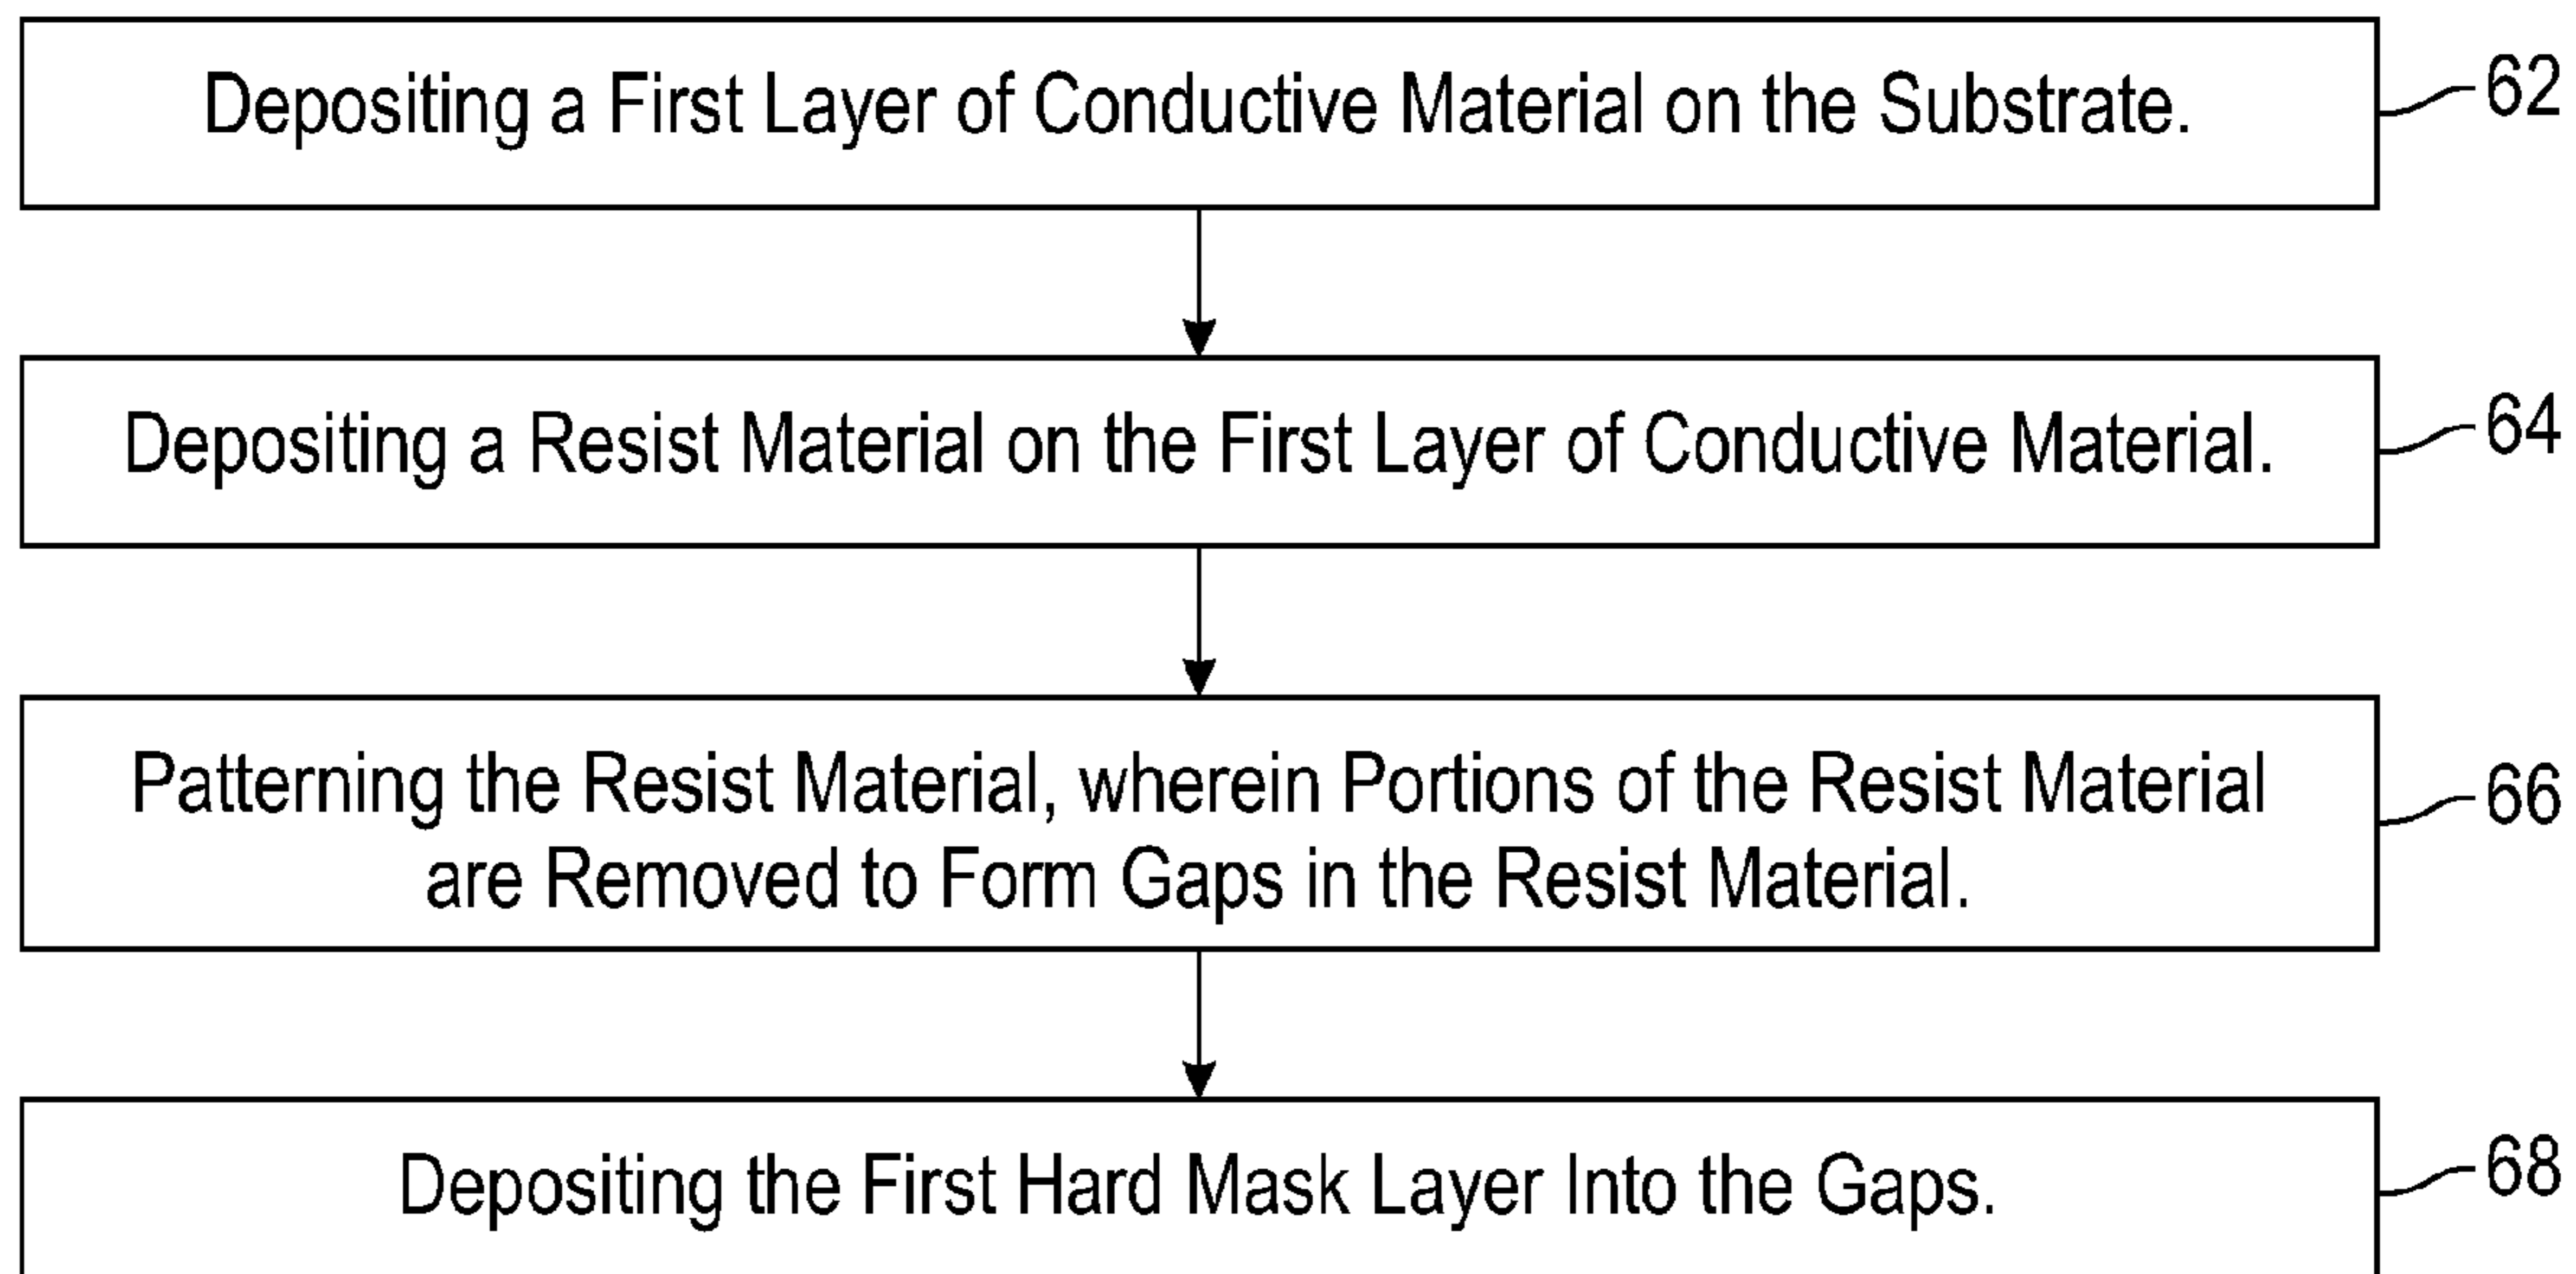 Depositing a First Layer of Conductive Material on the Substrate.
62
Depositing a Resist Material on the First Layer of Conductive Material.
64
Patterning the Resist Material, wherein Portions of the Resist Material
are Removed to Form Gaps in the Resist Material.
66
Depositing the First Hard Mask Layer Into the Gaps.
68